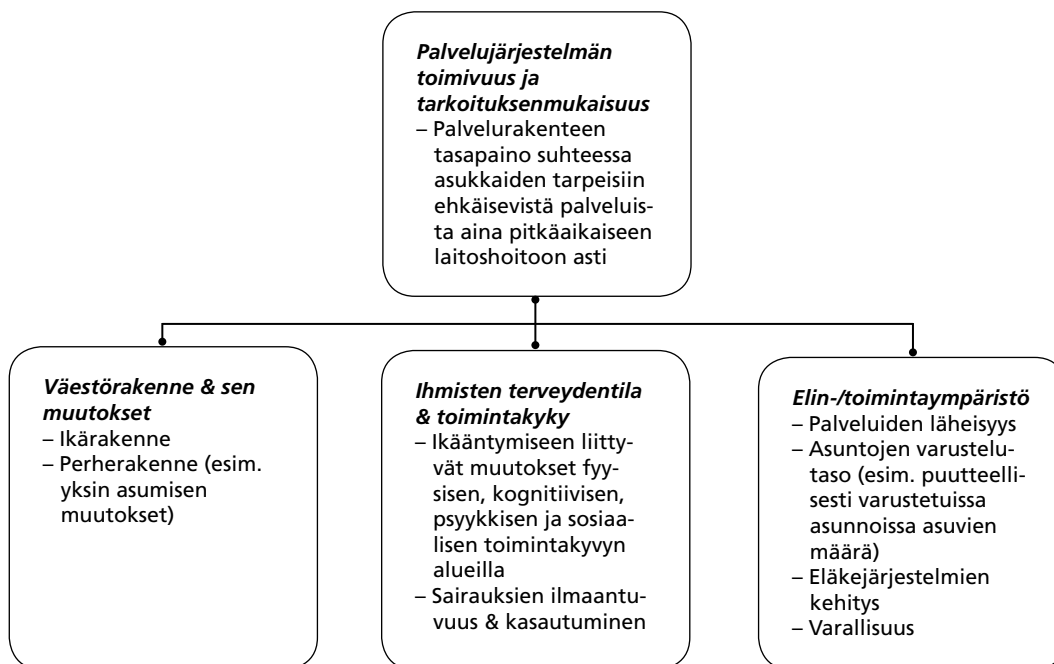 Palvelujärjestelmän
toimivuus ja
tarkoituksenmukaisuus
– Palvelurakenteen
tasapaino suhteessa
asukkaiden tarpeisiin
ehkäisevistä palveluis-
ta aina pitkäaikaiseen
laitoshoitoon asti
Väestörakenne & sen
muutokset
– Ikärakenne
– Perherakenne (esim.
yksin asumisen
muutokset)
Ihmisten terveydentila
& toimintakyky
– Ikääntymiseen liitty-
vät muutokset fyy-
sisen, kognitiivisen,
psyykkisen ja sosiaa-
lisen toimintakyvyn
alueilla
– Sairauksien ilmaantu-
vuus & kasautuminen
Elin-/toimintaympäristö
– Palveluiden läheisyys
– Asuntojen varustelu-
taso (esim. puutteelli-
sesti varustetuissa
asunnoissa asuvien
määrä)
– Eläkejärjestelmien
kehitys
– Varallisuus